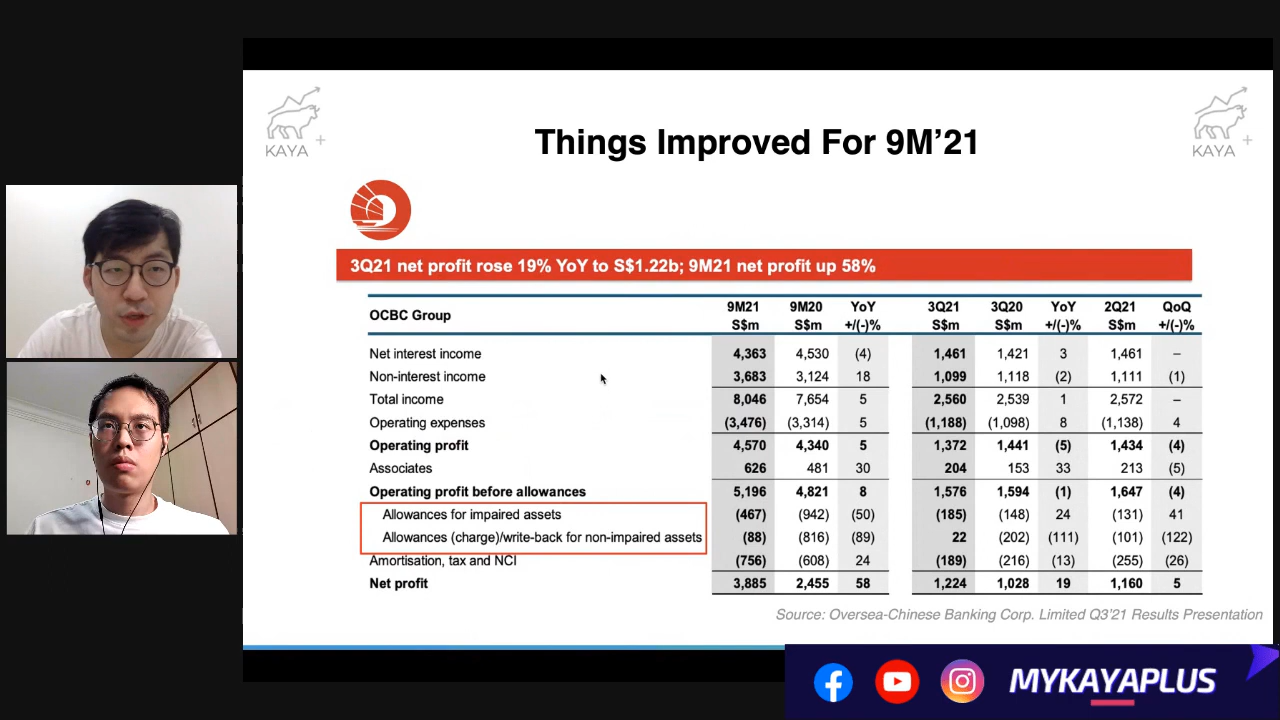 KAYA +
KAYA +
Things Improved For 9M’21
3Q21 net profit rose 19% YoY to S$1.22b; 9M21 net profit up 58%
OCBC Group 9M21 S$m 9M20 S$m YoY +/(-)% 3Q21 S$m 3Q20 S$m YoY +/(-)% 2Q21 S$m QoQ +/(-)%
Net interest income 4,363 4,530 (4) 1,461 1,421 3 1,461 –
Non-interest income 3,683 3,124 18 1,099 1,118 (2) 1,111 (1)
Total income 8,046 7,654 5 2,560 2,539 1 2,572 –
Operating expenses (3,476) (3,314) 5 (1,188) (1,098) 8 (1,138) 4
Operating profit 4,570 4,340 5 1,372 1,441 (5) 1,434 (4)
Associates 626 481 30 204 153 33 213 (5)
Operating profit before allowances 5,196 4,821 8 1,576 1,594 (1) 1,647 (4)
Allowances for impaired assets (467) (942) (50) (185) (148) 24 (131) 41
Allowances (charge)/write-back for non-impaired assets (88) (816) (89) 22 (202) (111) (101) (122)
Amortisation, tax and NCI (756) (608) 24 (189) (216) (13) (255) (26)
Net profit 3,885 2,455 58 1,224 1,028 19 1,160 5
Source: Oversea-Chinese Banking Corp. Limited Q3’21 Results Presentation
MYKAYAPLUS